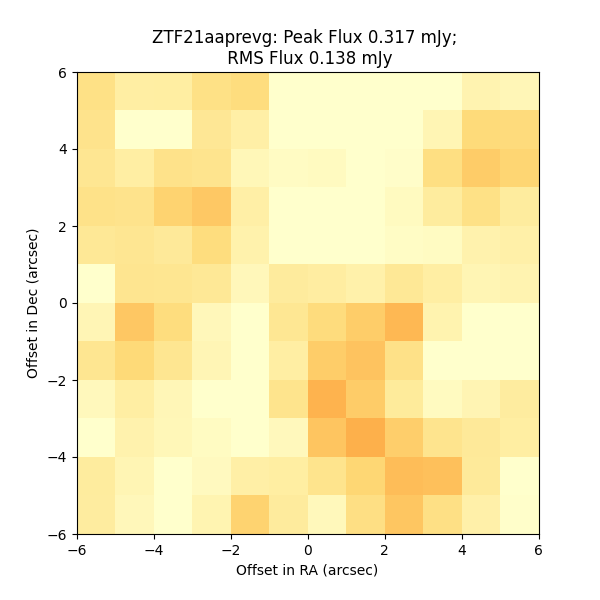 ZTF21aaprevg: Peak Flux 0.317 mJy;
RMS Flux 0.138 mJy
6
4
2
0
−2
−4
−6
Offset in Dec (arcsec)
−6 −4 −2 0 2 4 6
Offset in RA (arcsec)